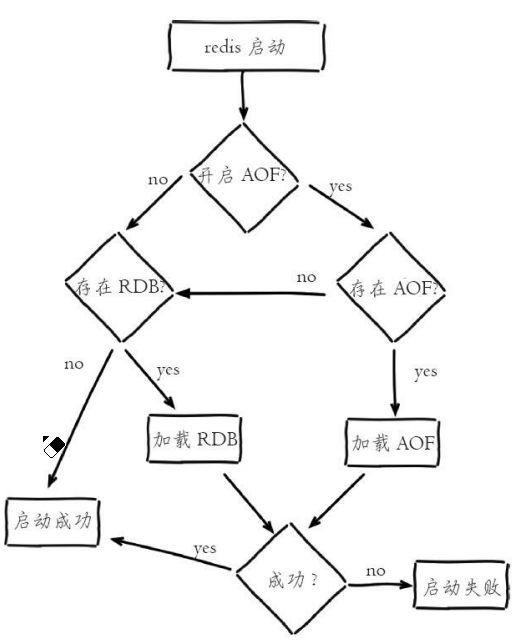 redis 启动
开启 AOF?
no
yes
存在 RDB?
no
存在 AOF?
no
yes
yes
加载 RDB
加载 AOF
启动成功
yes
成功？
no
启动失败